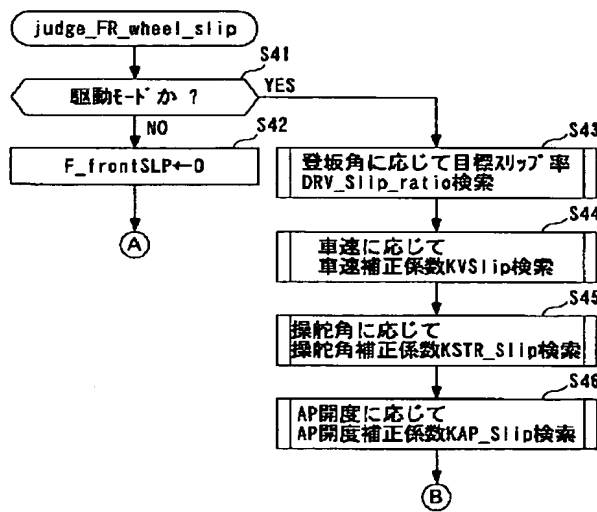 judge_FR_wheel_slip
S41
駆動モードか？
YES
NO
S42
F_frontSLP←0
A
S43
登坂角に応じて目標スリップ率
DRV_Slip_ratio検索
S44
車速に応じて
車速補正係数KVSlip検索
S45
操舵角に応じて
操舵角補正係数KSTR_Slip検索
S46
AP開度に応じて
AP開度補正係数KAP_Slip検索
B